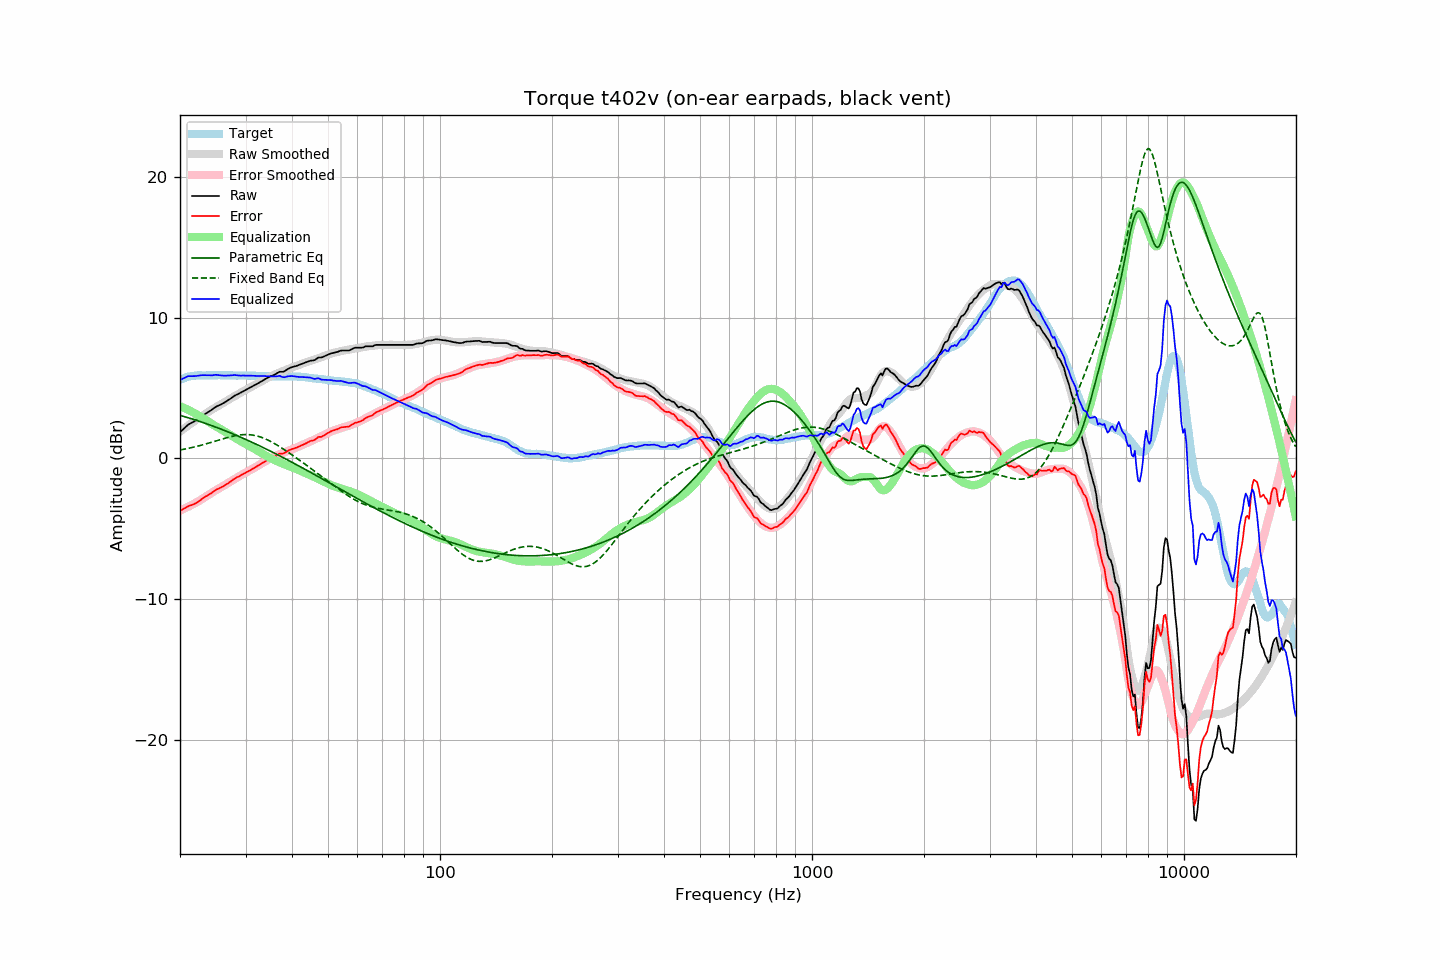 Torque t402v (on-ear earpads, black vent)
Target
Raw Smoothed
Error Smoothed
Raw
Error
Equalization
Parametric Eq
Fixed Band Eq
Equalized
20
10
0
−10
−20
Amplitude (dBr)
100
1000
10000
Frequency (Hz)